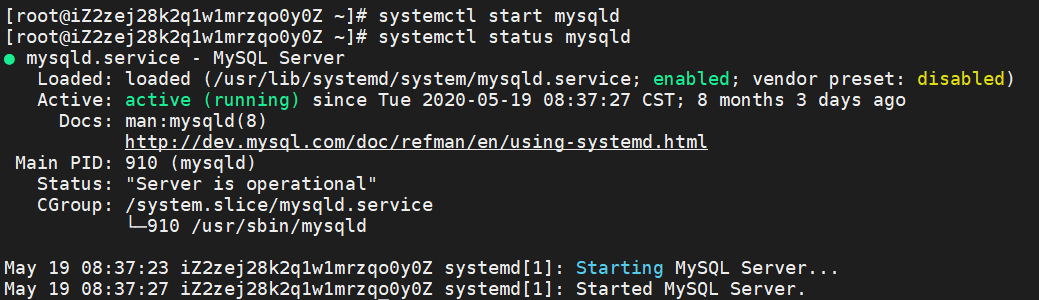 [root@iZ2zej28k2q1w1mrzqo0y0Z ~]# systemctl start mysqld
[root@iZ2zej28k2q1w1mrzqo0y0Z ~]# systemctl status mysqld
● mysqld.service - MySQL Server
   Loaded: loaded (/usr/lib/systemd/system/mysqld.service; enabled; vendor preset: disabled)
   Active: active (running) since Tue 2020-05-19 08:37:27 CST; 8 months 3 days ago
     Docs: man:mysqld(8)
           http://dev.mysql.com/doc/refman/en/using-systemd.html
 Main PID: 910 (mysqld)
   Status: "Server is operational"
   CGroup: /system.slice/mysqld.service
           └─910 /usr/sbin/mysqld

May 19 08:37:23 iZ2zej28k2q1w1mrzqo0y0Z systemd[1]: Starting MySQL Server...
May 19 08:37:27 iZ2zej28k2q1w1mrzqo0y0Z systemd[1]: Started MySQL Server.